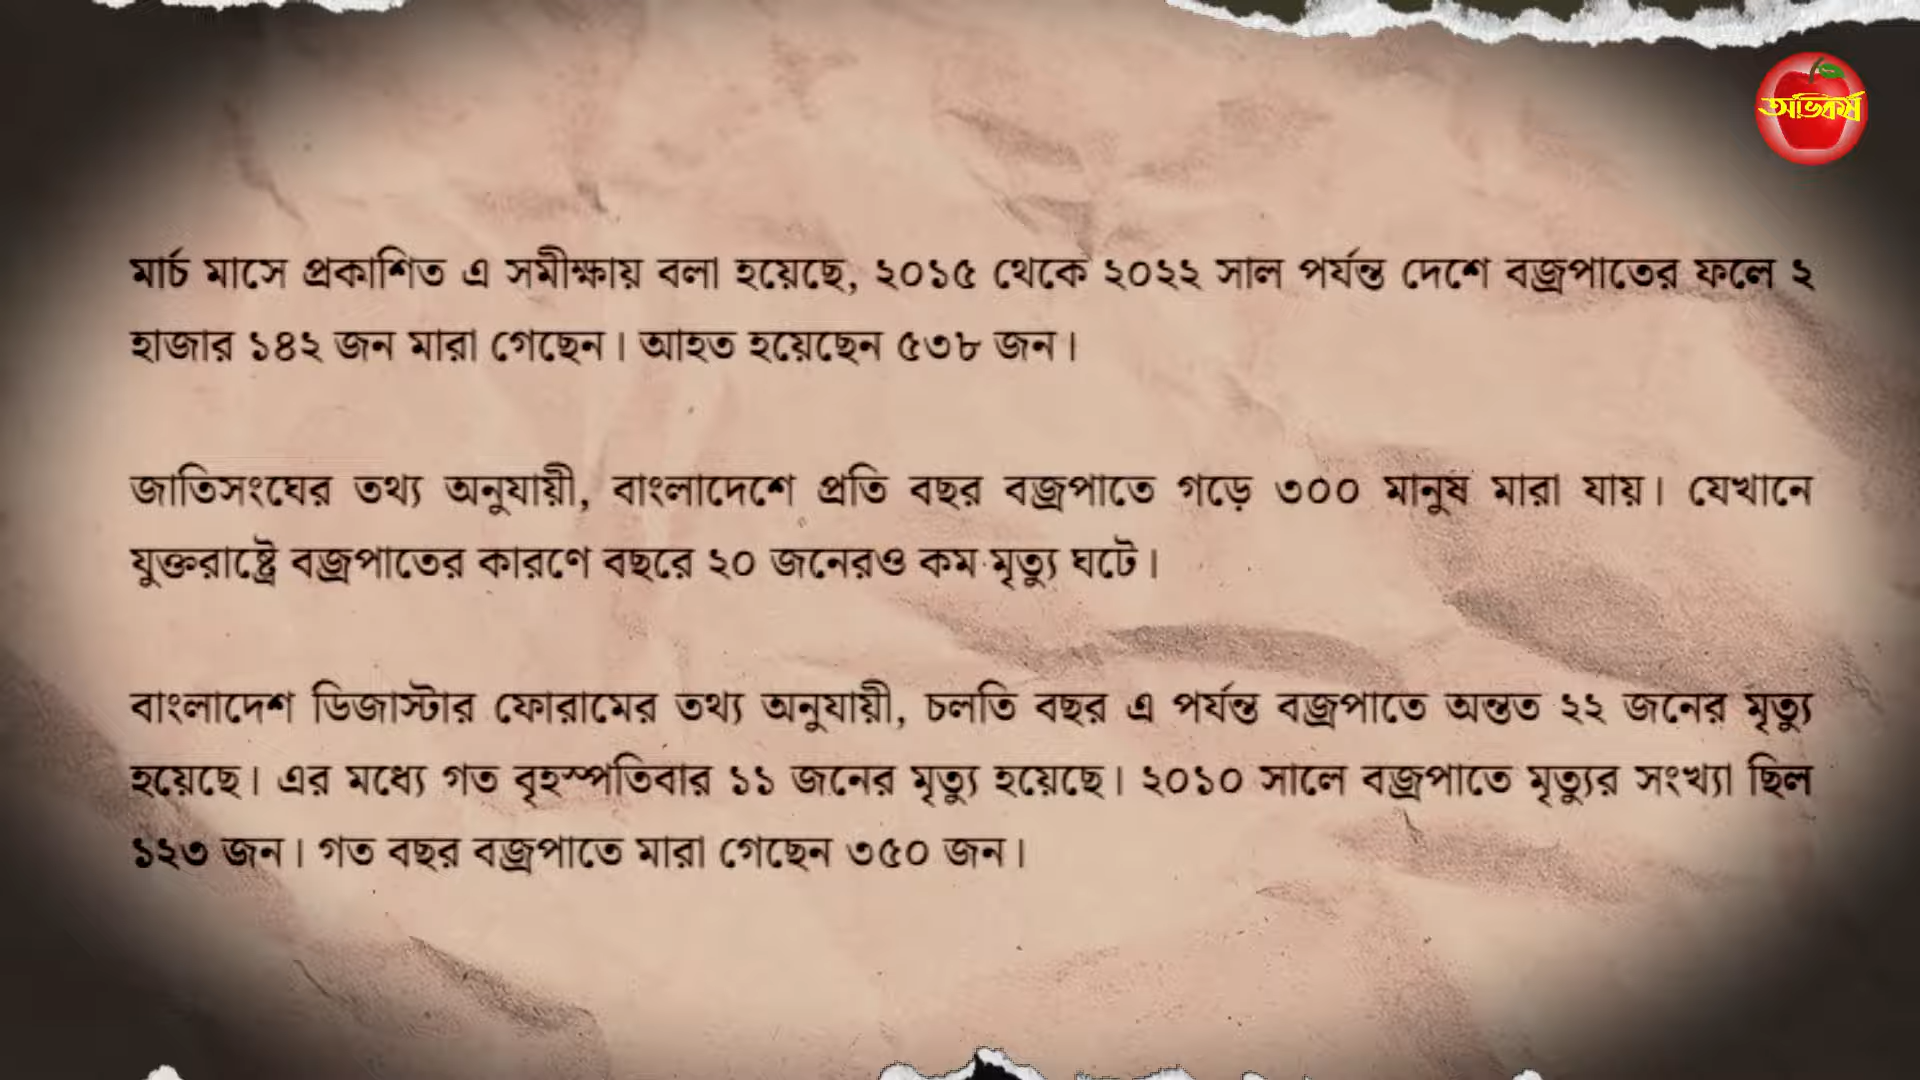 অভিকর্ষ
মার্চ মাসে প্রকাশিত এ সমীক্ষায় বলা হয়েছে, ২০১৫ থেকে ২০২২ সাল পর্যন্ত দেশে বজ্রপাতের ফলে ২
হাজার ১৪২ জন মারা গেছেন। আহত হয়েছেন ৫৩৮ জন।
জাতিসংঘের তথ্য অনুযায়ী, বাংলাদেশে প্রতি বছর বজ্রপাতে গড়ে ৩০০ মানুষ মারা যায়। যেখানে
যুক্তরাষ্ট্রে বজ্রপাতের কারণে বছরে ২০ জনেরও কম মৃত্যু ঘটে।
বাংলাদেশ ডিজাস্টার ফোরামের তথ্য অনুযায়ী, চলতি বছর এ পর্যন্ত বজ্রপাতে অন্তত ২২ জনের মৃত্যু
হয়েছে। এর মধ্যে গত বৃহস্পতিবার ১১ জনের মৃত্যু হয়েছে। ২০১০ সালে বজ্রপাতে মৃত্যুর সংখ্যা ছিল
১২৩ জন। গত বছর বজ্রপাতে মারা গেছেন ৩৫০ জন।